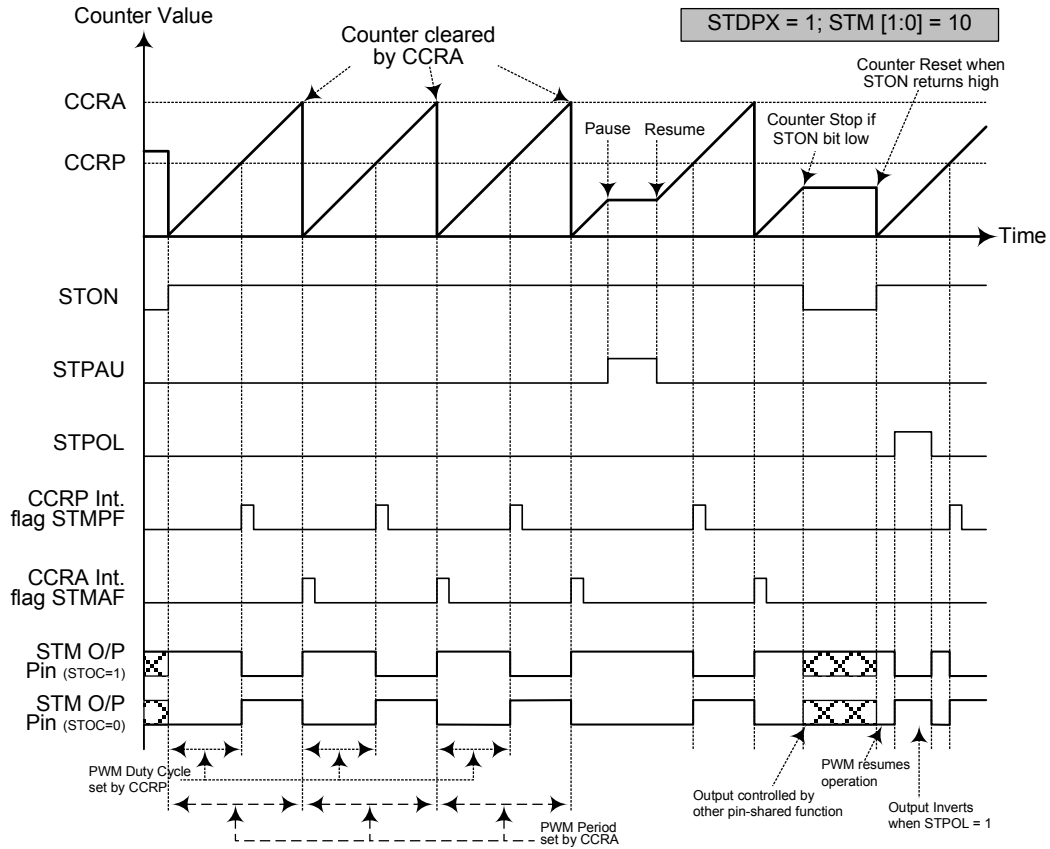 Counter Value
STDPX = 1; STM [1:0] = 10
Counter cleared
by CCRA
Counter Reset when
STON returns high
CCRA
Counter Stop if
STON bit low
Pause
Resume
CCRP
Time
STON
STPAU
STPOL
CCRP Int.
flag STMPF
CCRA Int.
flag STMAF
STM O/P
Pin (STOC=1)
STM O/P
Pin (STOC=0)
PWM Duty Cycle
set by CCRP
PWM resumes
operation
Output controlled by
other pin-shared function
Output Inverts
when STPOL = 1
PWM Period
set by CCRA